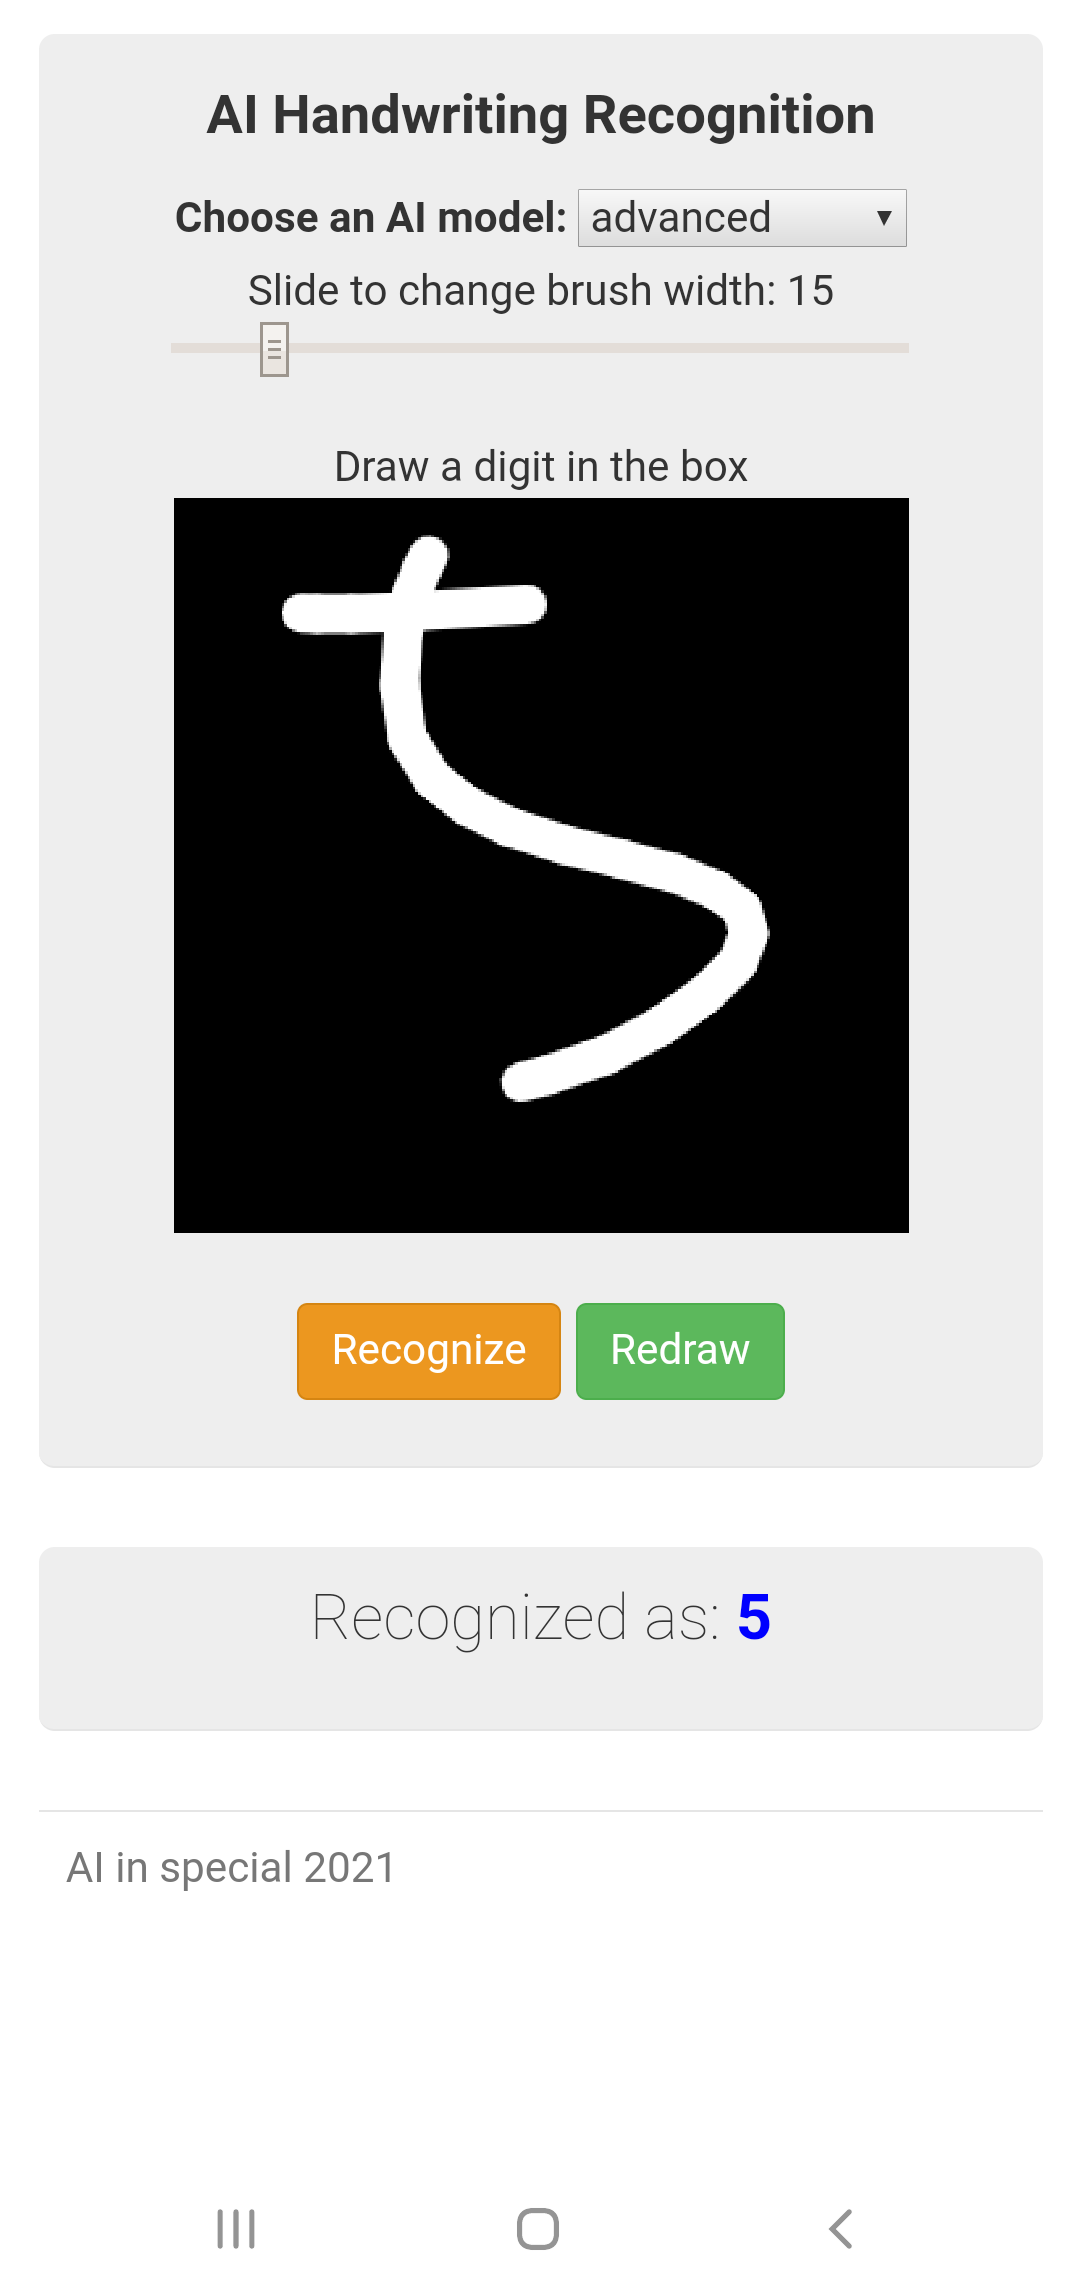 AI Handwriting Recognition
Choose an AI model: advanced
Slide to change brush width: 15
Draw a digit in the box
5
Recognize Redraw
Recognized as: 5
AI in special 2021